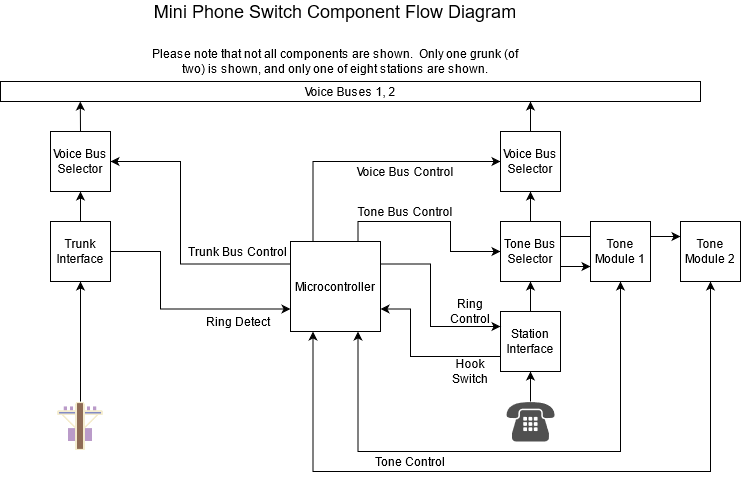 Mini Phone Switch Component Flow Diagram
Please note that not all components are shown. Only one grunk (of
two) is shown, and only one of eight stations are shown.
Voice Buses 1, 2
Voice Bus
Selector
Voice Bus
Selector
Voice Bus Control
Tone Bus Control
Trunk
Interface
Trunk Bus Control
Tone Bus
Selector
Tone
Module 1
Tone
Module 2
Microcontroller
Ring Detect
Ring
Control
Station
Interface
Hook
Switch
Tone Control